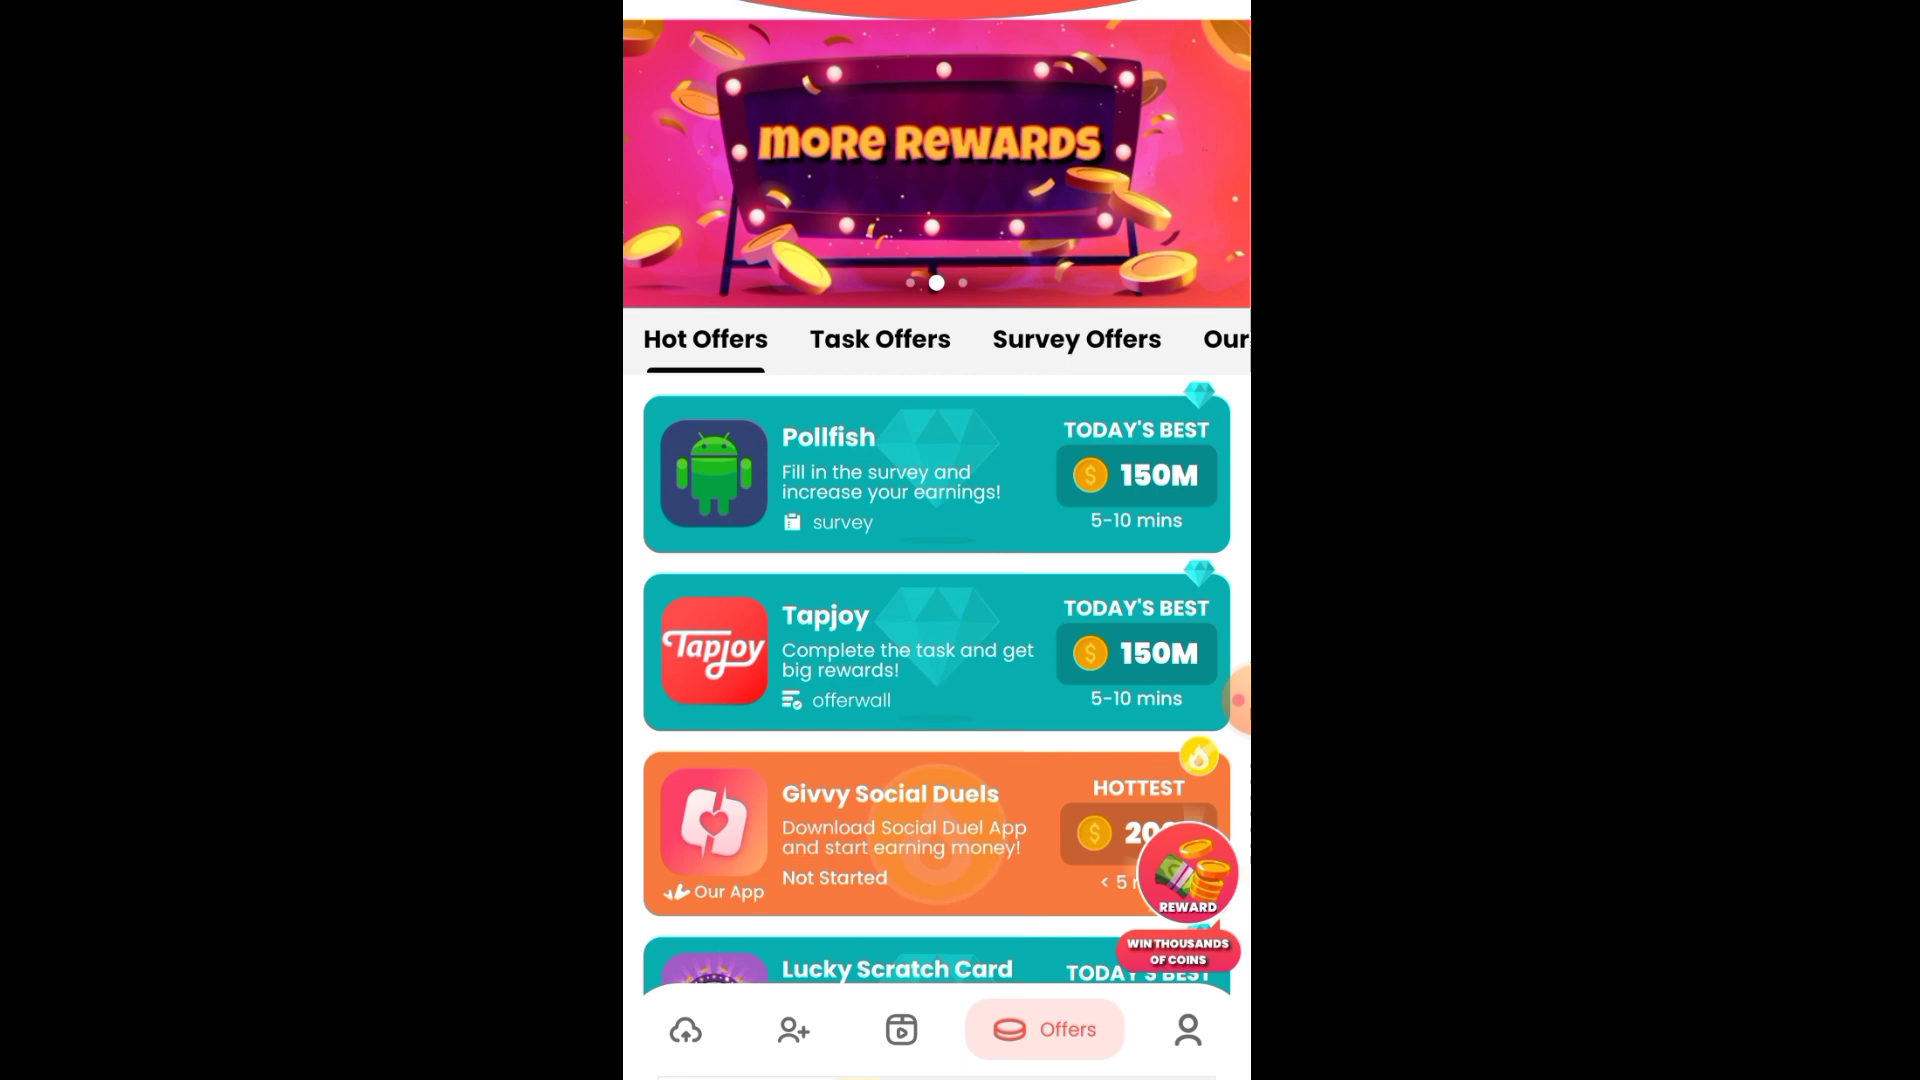 MORE REWARDS
Hot Offers
Task Offers
Survey Offers
Our
Pollfish
Fill in the survey and
increase your earnings!
survey
TODAY'S BEST
150M
5-10 mins
Tapjoy
Tapjoy
Complete the task and get
big rewards!
offerwall
TODAY'S BEST
150M
5-10 mins
Our App
Givvy Social Duels
Download Social Duel App
and start earning money!
Not Started
HOTTEST
< 5
REWARD
WIN THOUSANDS
OF COINS
Lucky Scratch Card
TODAY'S BEST
Offers